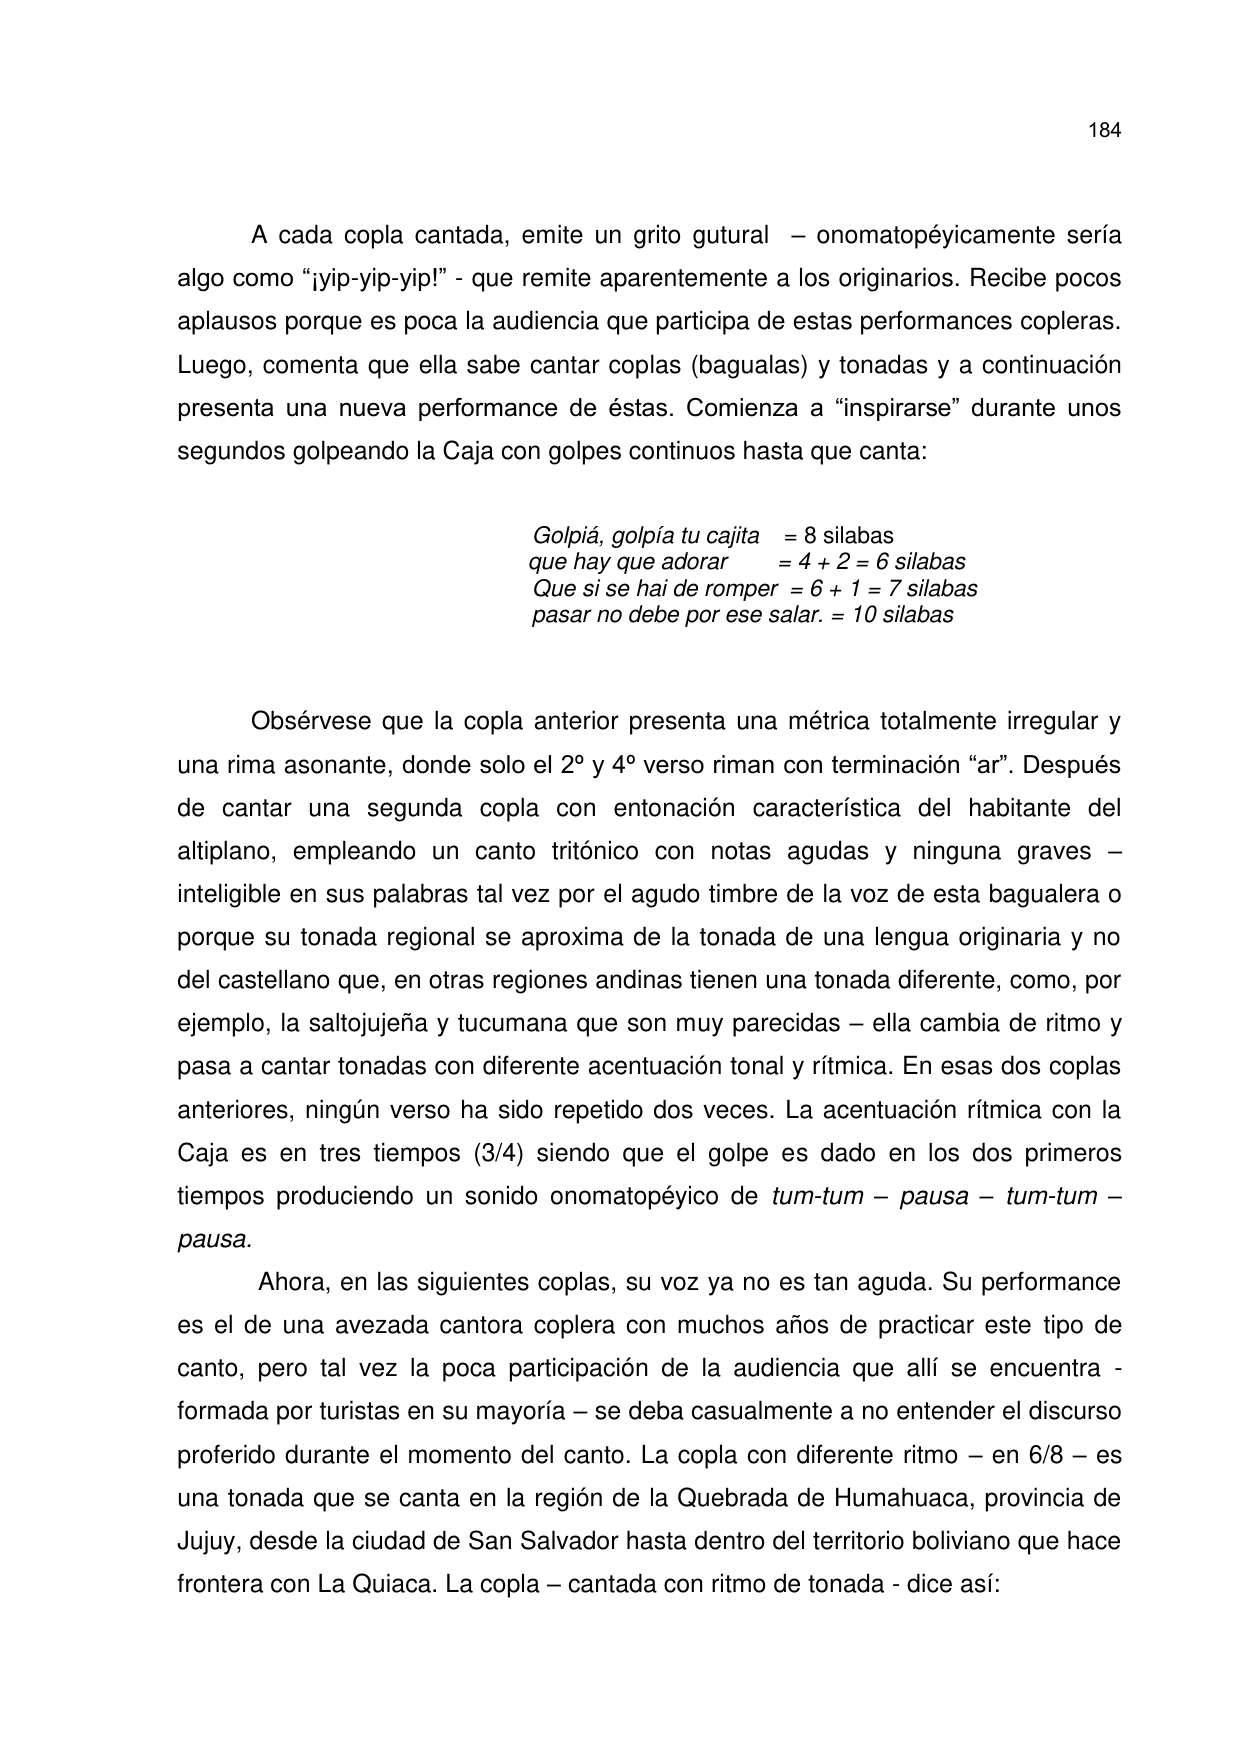 184
A cada copla cantada, emite un grito gutural – onomatopéyicamente sería
algo como “¡yip-yip-yip!” - que remite aparentemente a los originarios. Recibe pocos
aplausos porque es poca la audiencia que participa de estas performances copleras.
Luego, comenta que ella sabe cantar coplas (bagualas) y tonadas y a continuación
presenta una nueva performance de éstas. Comienza a “inspirarse” durante unos
segundos golpeando la Caja con golpes continuos hasta que canta:
Golpiá, golpía tu cajita = 8 silabas
que hay que adorar = 4 + 2 = 6 silabas
Que si se hai de romper = 6 + 1 = 7 silabas
pasar no debe por ese salar. = 10 silabas
Obsérvese que la copla anterior presenta una métrica totalmente irregular y
una rima asonante, donde solo el 2º y 4º verso riman con terminación “ar”. Después
de cantar una segunda copla con entonación característica del habitante del
altiplano, empleando un canto tritónico con notas agudas y ninguna graves –
inteligible en sus palabras tal vez por el agudo timbre de la voz de esta bagualera o
porque su tonada regional se aproxima de la tonada de una lengua originaria y no
del castellano que, en otras regiones andinas tienen una tonada diferente, como, por
ejemplo, la saltojujeña y tucumana que son muy parecidas – ella cambia de ritmo y
pasa a cantar tonadas con diferente acentuación tonal y rítmica. En esas dos coplas
anteriores, ningún verso ha sido repetido dos veces. La acentuación rítmica con la
Caja es en tres tiempos (3/4) siendo que el golpe es dado en los dos primeros
tiempos produciendo un sonido onomatopéyico de tum-tum – pausa – tum-tum –
pausa.
Ahora, en las siguientes coplas, su voz ya no es tan aguda. Su performance
es el de una avezada cantora coplera con muchos años de practicar este tipo de
canto, pero tal vez la poca participación de la audiencia que allí se encuentra -
formada por turistas en su mayoría – se deba casualmente a no entender el discurso
proferido durante el momento del canto. La copla con diferente ritmo – en 6/8 – es
una tonada que se canta en la región de la Quebrada de Humahuaca, provincia de
Jujuy, desde la ciudad de San Salvador hasta dentro del territorio boliviano que hace
frontera con La Quiaca. La copla – cantada con ritmo de tonada - dice así: